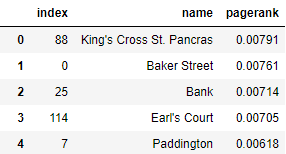 index name pagerank
0 88 King's Cross St. Pancras 0.00791
1 0 Baker Street 0.00761
2 25 Bank 0.00714
3 114 Earl's Court 0.00705
4 7 Paddington 0.00618